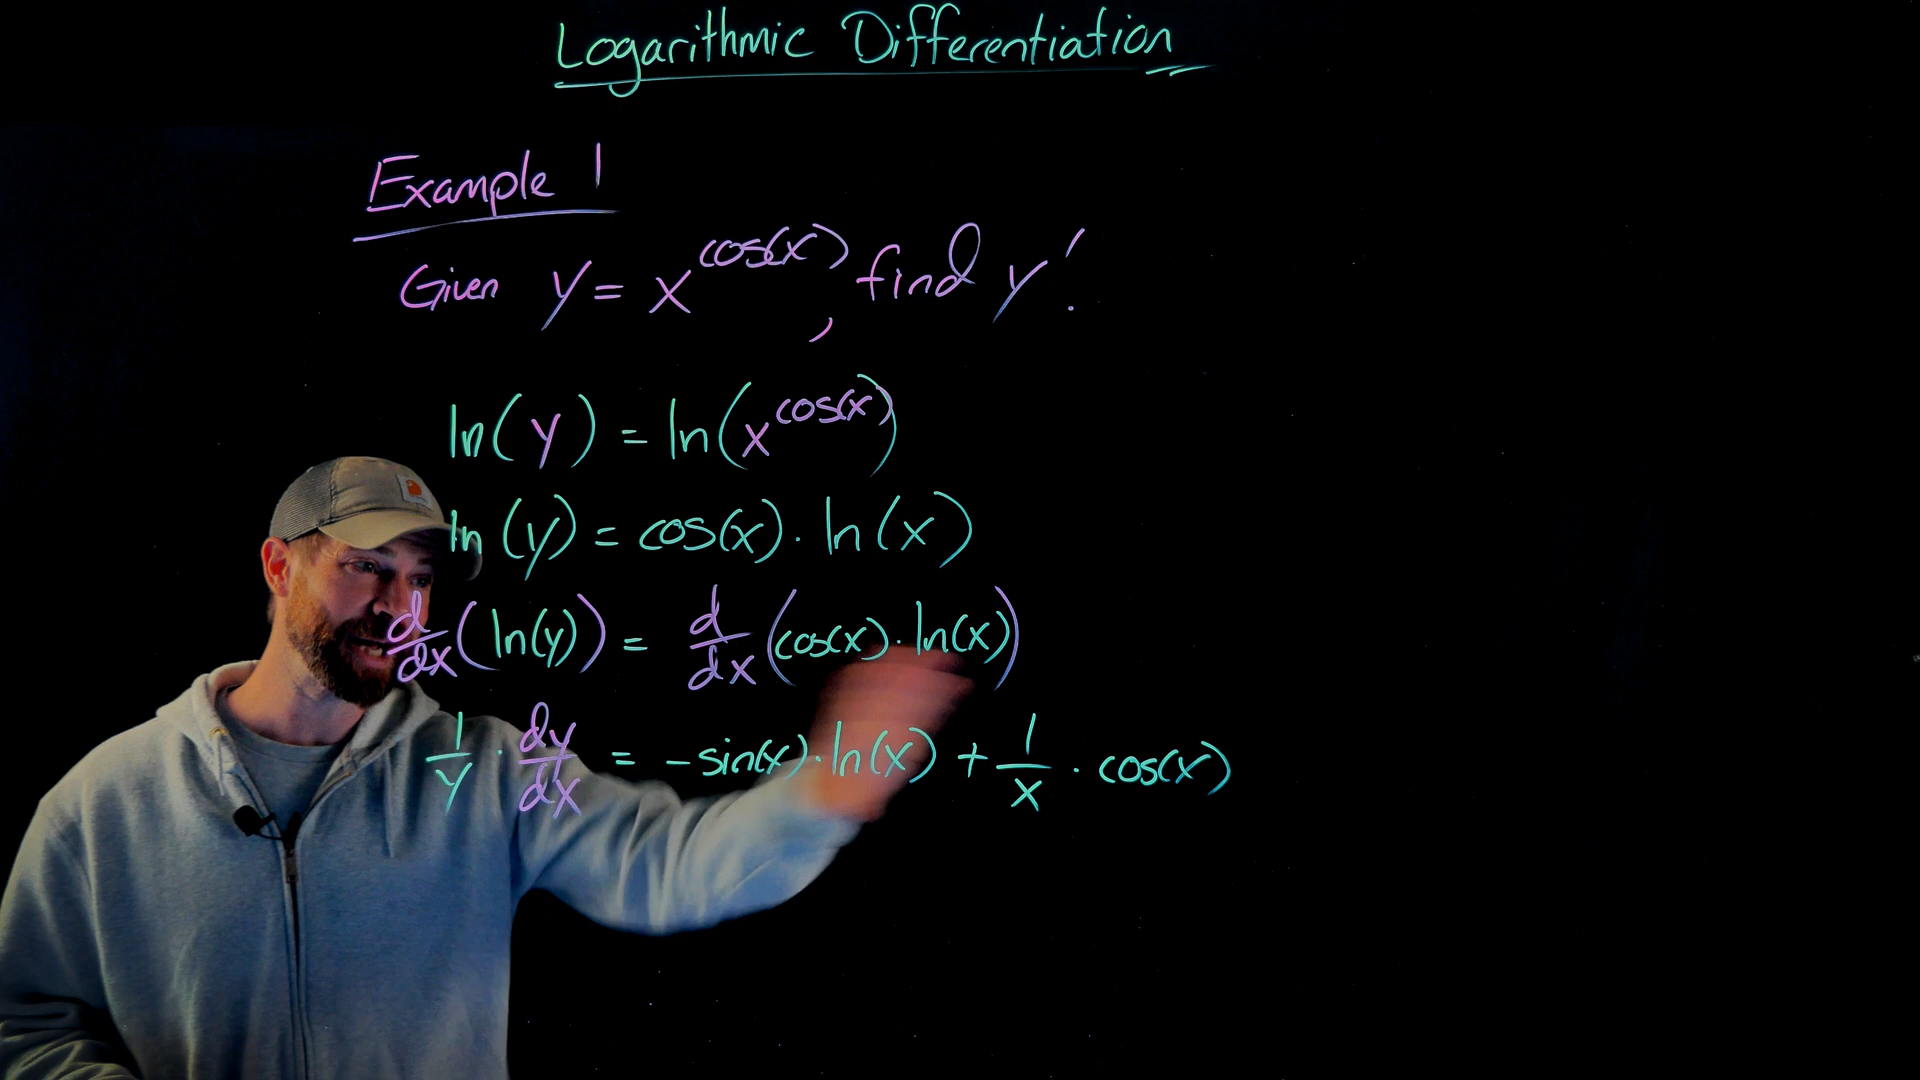 Logarithmic Differentiation
Example 1
Given y = x^cos(x), find y'.
ln(y) = ln(x^cos(x))
ln(y) = cos(x) · ln(x)
d/dx (ln(y)) = d/dx (cos(x) · ln(x))
1/y · dy/dx = -sin(x) · ln(x) + 1/x · cos(x)